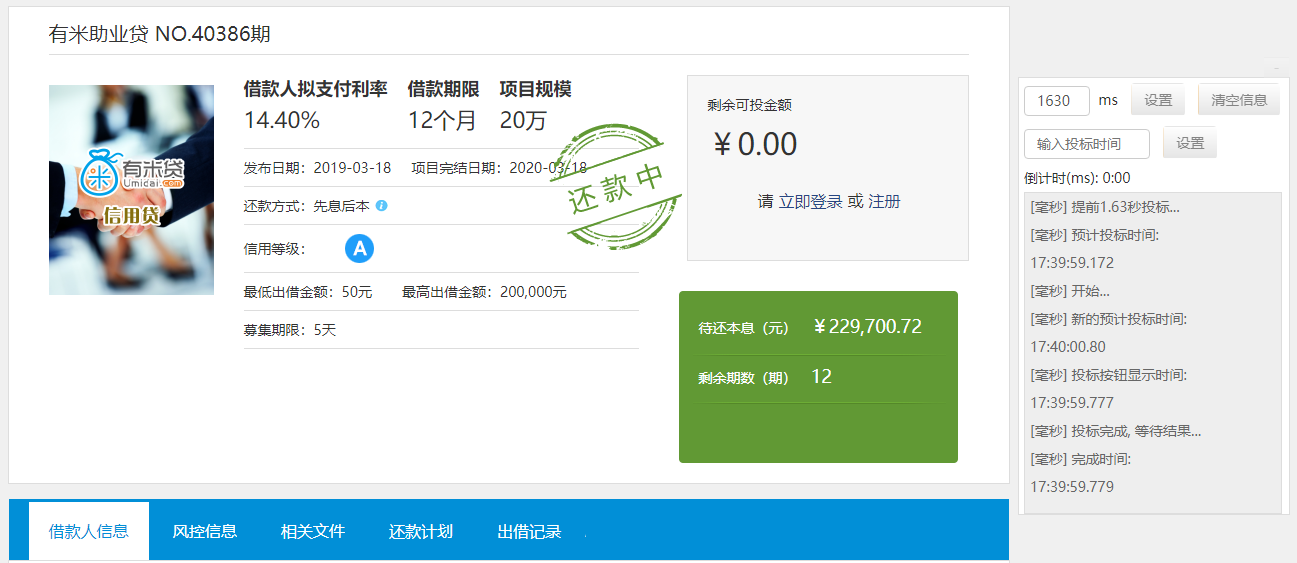 有米助业贷 NO.40386期
有米贷
Umidai.com
信用贷
借款人拟支付利率 借款期限 项目规模
14.40% 12个月 20万
发布日期：2019-03-18 项目完结日期：2020-03-18
还款方式：先息后本
信用等级： A
最低出借金额：50元 最高出借金额：200,000元
募集期限：5天
还款中
剩余可投金额
￥0.00
请 立即登录 或 注册
待还本息（元） ￥229,700.72
剩余期数（期） 12
借款人信息 风控信息 相关文件 还款计划 出借记录
1630 ms 设置 清空信息
输入投标时间 设置
倒计时(ms): 0:00
[毫秒] 提前1.63秒投标...
[毫秒] 预计投标时间:
17:39:59.172
[毫秒] 开始...
[毫秒] 新的预计投标时间:
17:40:00.80
[毫秒] 投标按钮显示时间:
17:39:59.777
[毫秒] 投标完成, 等待结果...
[毫秒] 完成时间:
17:39:59.779